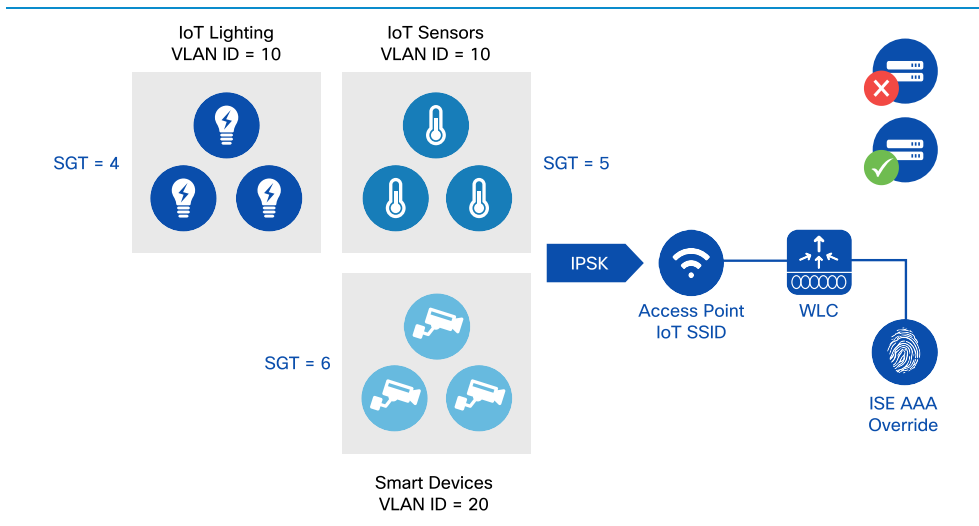 IoT Lighting
VLAN ID = 10
IoT Sensors
VLAN ID = 10
SGT = 4
SGT = 5
IPSK
Access Point
IoT SSID
WLC
SGT = 6
ISE AAA
Override
Smart Devices
VLAN ID = 20